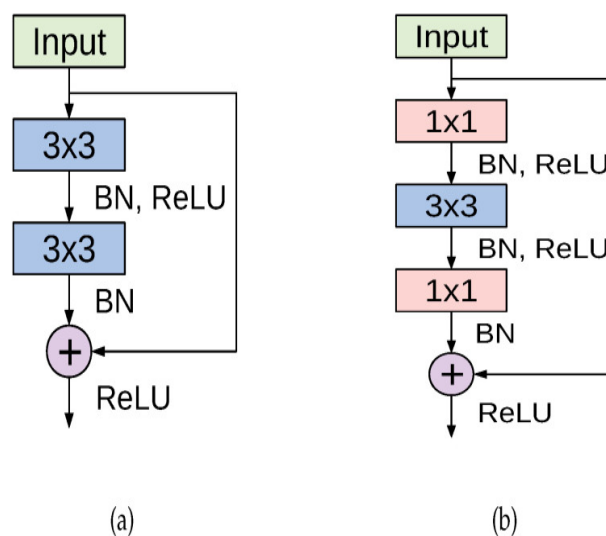 Input
3x3
BN, ReLU
3x3
BN
+
ReLU
(a)
Input
1x1
BN, ReLU
3x3
BN, ReLU
1x1
BN
+
ReLU
(b)